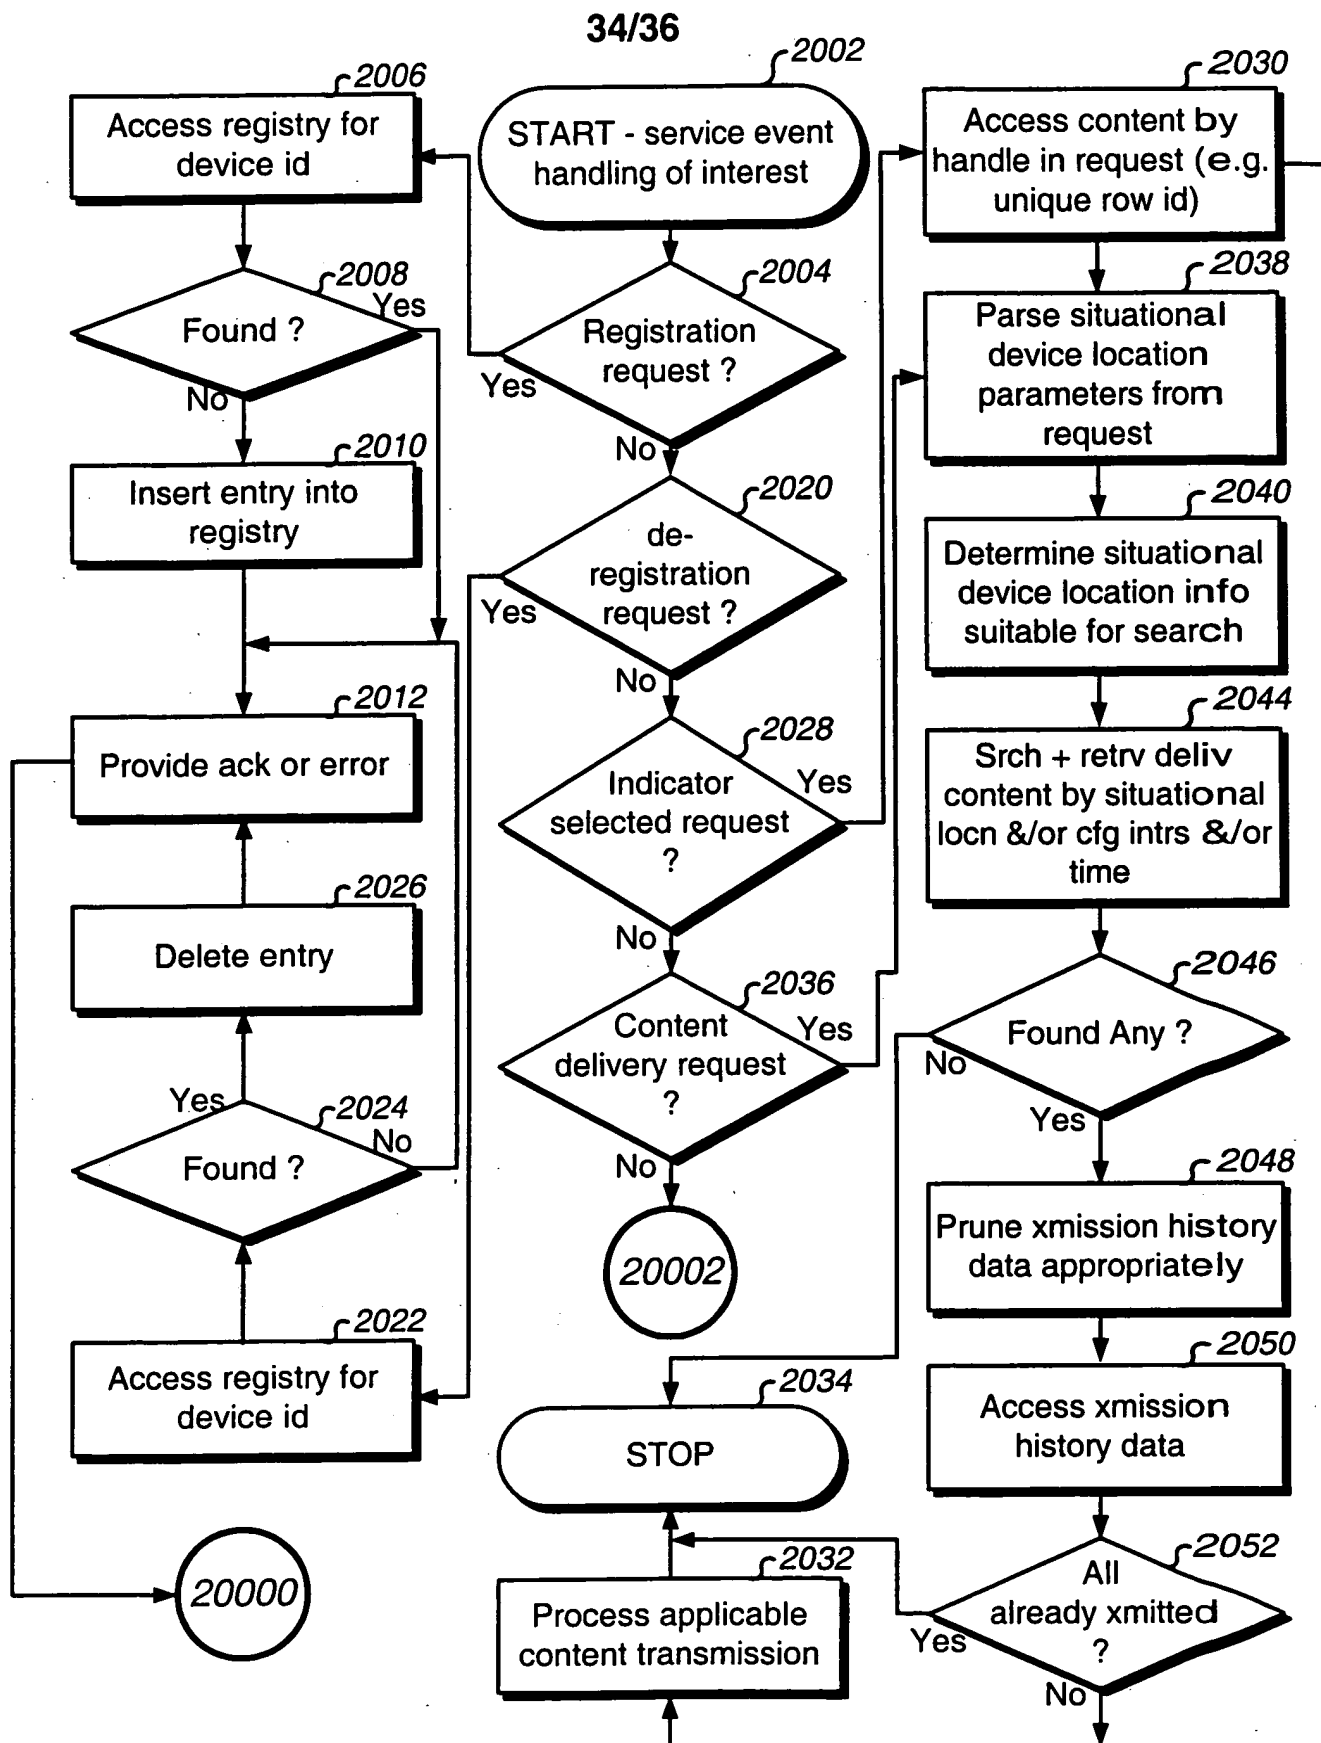 34/36
2006
Access registry for
device id
2008
Found ?
Yes
No
2010
Insert entry into
registry
2012
Provide ack or error
2026
Delete entry
Yes
2024
No
Found ?
2022
Access registry for
device id
20000
2002
START - service event
handling of interest
2004
Registration
request ?
Yes
No
2020
de-
registration
request ?
Yes
No
2028
Indicator
selected request
?
Yes
No
2036
Content
delivery request
?
Yes
No
20002
2034
STOP
2032
Process applicable
content transmission
2030
Access content by
handle in request (e.g.
unique row id)
2038
Parse situational
device location
parameters from
request
2040
Determine situational
device location info
suitable for search
2044
Srch + retrv deliv
content by situational
locn &/or cfg intrs &/or
time
2046
Found Any ?
No
Yes
2048
Prune xmission history
data appropriately
2050
Access xmission
history data
2052
All
already xmitted
?
Yes
No